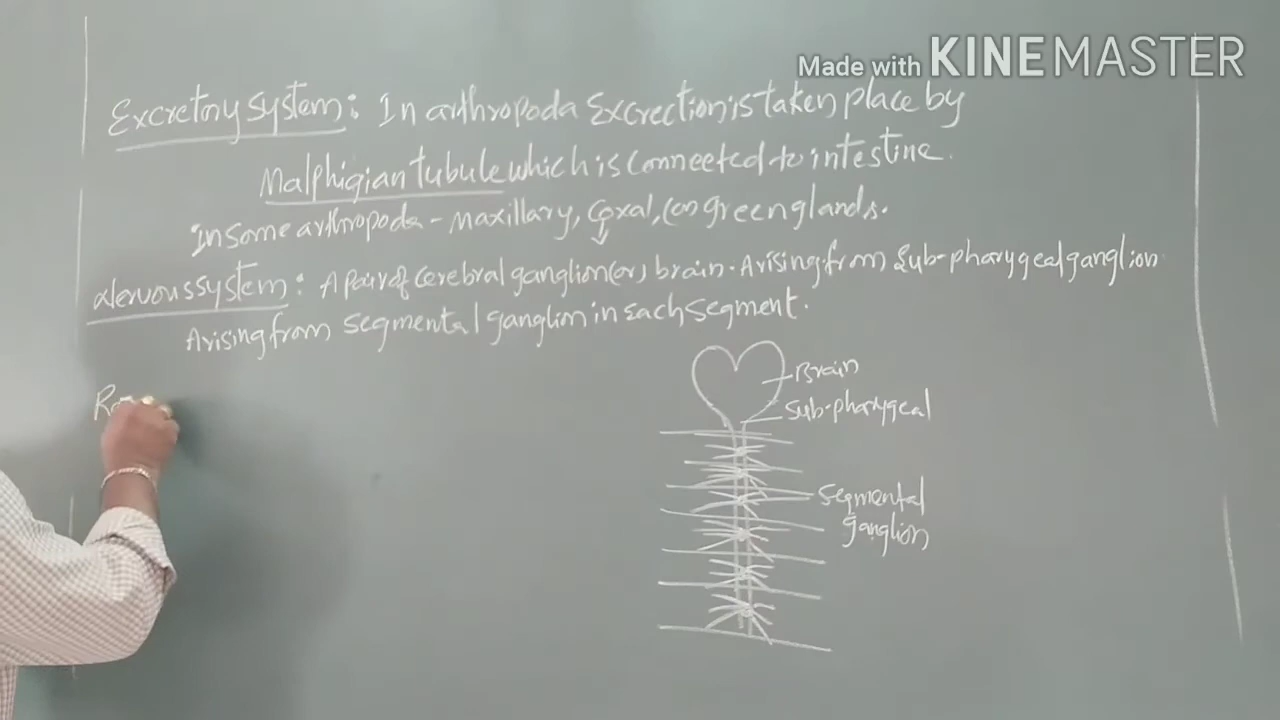 Made with KINEMASTER
Excretory system: In arthropoda Excrection is taken place by
Malphigian tubule which is connected to intestine.
In some arthropoda - maxillary, Coxal, (or) green glands.
Nervous system: A pair of cerebral ganglion (or) brain. Arising from Sub-pharygeal ganglion
Arising from segmental ganglion in each segment.
Brain
Sub-pharygeal
Segmental
ganglion